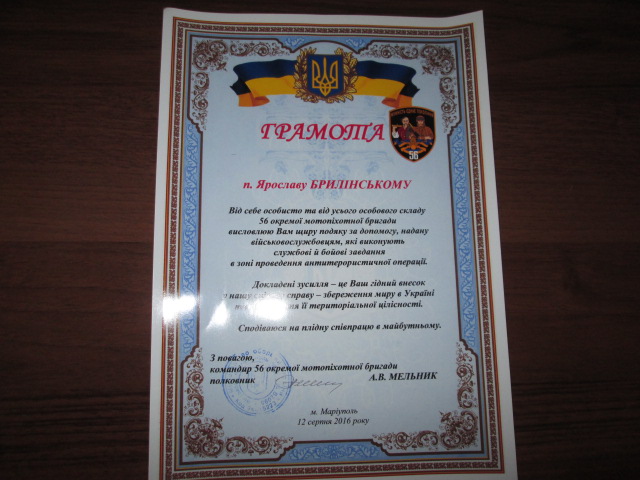 ГРАМОТА
56
п. Ярославу БРИЛІНСЬКОМУ
Від себе особисто та від усього особового складу
56 окремої мотопіхотної бригади
висловлюю Вам щиру подяку за допомогу, надану
військовослужбовцям, які виконують
службові й бойові завдання
в зоні проведення антитерористичної операції.
Докладені зусилля – це Ваш гідний внесок
у нашу справу – збереження миру в Україні
її територіальної цілісності.
Сподіваюся на плідну співпрацю в майбутньому.
З повагою,
командир 56 окремої мотопіхотної бригади
полковник А.В. МЕЛЬНИК
м. Маріуполь
12 серпня 2016 року